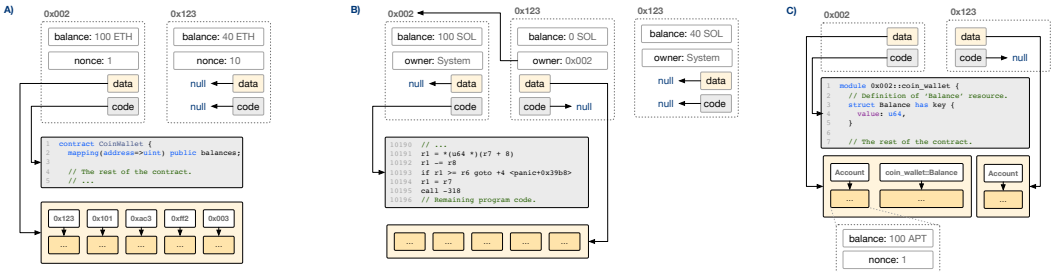 A)
0x002
0x123
balance: 100 ETH
balance: 40 ETH
nonce: 1
nonce: 10
data
null
data
code
null
code
1 contract CoinWallet {
2 mapping(address=>uint) public balances;
3
4 // The rest of the contract.
5 // ...
0x123
0x101
0xac3
0xff2
0x003
...
...
...
...
...
B)
0x002
0x123
0x123
balance: 100 SOL
balance: 0 SOL
balance: 40 SOL
owner: System
owner: 0x002
owner: System
null
data
data
null
data
code
code
null
null
code
10190 // ...
10191 r1 = *(u64 *)(r7 + 8)
10192 r1 -= r8
10193 if r1 >= r6 goto +4 <panic+0x39b8>
10194 r1 = r7
10195 call -318
10196 // Remaining program code.
...
...
...
...
...
C)
0x002
0x123
data
data
code
code
null
1 module 0x002::coin_wallet {
2 // Definition of 'Balance' resource.
3 struct Balance has key {
4 value: u64,
5 }
6
7 // The rest of the contract.
Account
coin_wallet::Balance
Account
...
...
...
balance: 100 APT
nonce: 1